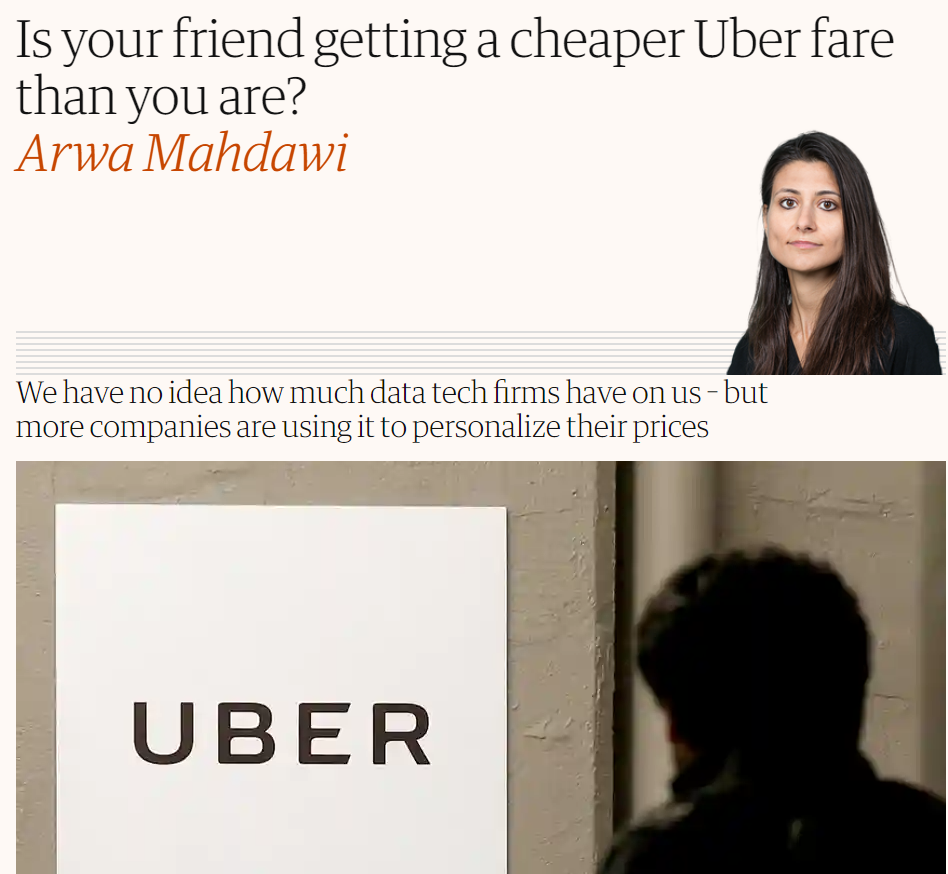 Is your friend getting a cheaper Uber fare
than you are?
Arwa Mahdawi
We have no idea how much data tech firms have on us – but
more companies are using it to personalize their prices
UBER